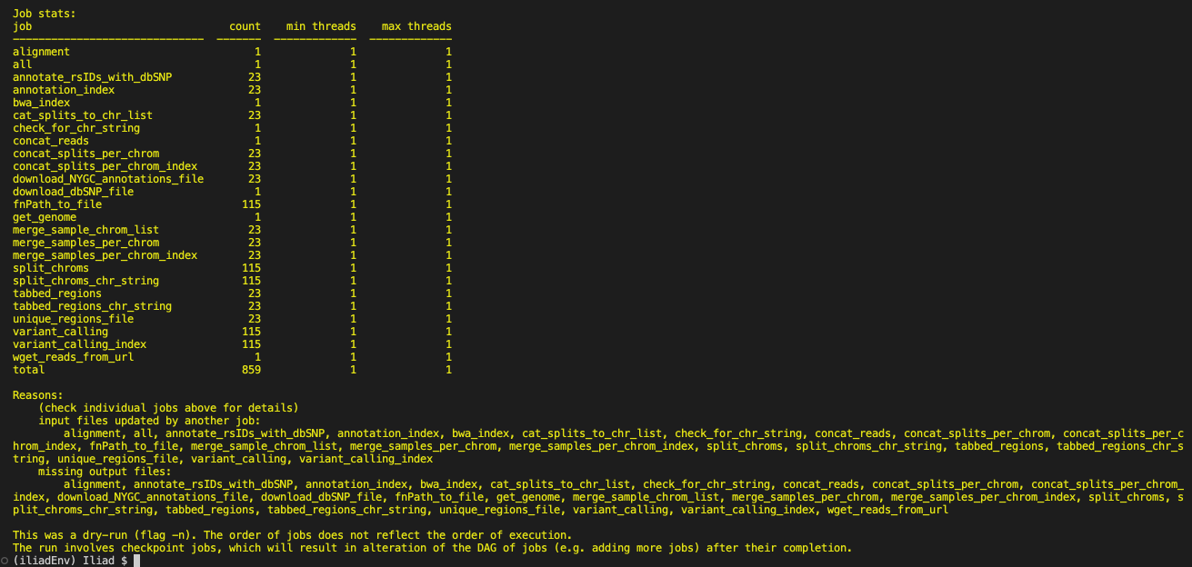 Job stats:
job                               count    min threads    max threads
------------------------------  -------  -------------  -------------
alignment                             1              1              1
all                                   1              1              1
annotate_rsIDs_with_dbSNP            23              1              1
annotation_index                     23              1              1
bwa_index                             1              1              1
cat_splits_to_chr_list               23              1              1
check_for_chr_string                  1              1              1
concat_reads                          1              1              1
concat_splits_per_chrom              23              1              1
concat_splits_per_chrom_index        23              1              1
download_NYGC_annotations_file       23              1              1
download_dbSNP_file                   1              1              1
fnPath_to_file                      115              1              1
get_genome                            1              1              1
merge_sample_chrom_list              23              1              1
merge_samples_per_chrom              23              1              1
merge_samples_per_chrom_index        23              1              1
split_chroms                        115              1              1
split_chroms_chr_string             115              1              1
tabbed_regions                       23              1              1
tabbed_regions_chr_string            23              1              1
unique_regions_file                  23              1              1
variant_calling                     115              1              1
variant_calling_index               115              1              1
wget_reads_from_url                   1              1              1
total                               859              1              1
Reasons:
    (check individual jobs above for details)
    input files updated by another job:
        alignment, all, annotate_rsIDs_with_dbSNP, annotation_index, bwa_index, cat_splits_to_chr_list, check_for_chr_string, concat_reads, concat_splits_per_chrom, concat_splits_per_c
hrom_index, fnPath_to_file, merge_sample_chrom_list, merge_samples_per_chrom, merge_samples_per_chrom_index, split_chroms, split_chroms_chr_string, tabbed_regions, tabbed_regions_chr_s
tring, unique_regions_file, variant_calling, variant_calling_index
    missing output files:
        alignment, annotate_rsIDs_with_dbSNP, annotation_index, bwa_index, cat_splits_to_chr_list, check_for_chr_string, concat_reads, concat_splits_per_chrom, concat_splits_per_chrom_
index, download_NYGC_annotations_file, download_dbSNP_file, fnPath_to_file, get_genome, merge_sample_chrom_list, merge_samples_per_chrom, merge_samples_per_chrom_index, split_chroms, s
plit_chroms_chr_string, tabbed_regions, tabbed_regions_chr_string, unique_regions_file, variant_calling, variant_calling_index, wget_reads_from_url
This was a dry-run (flag -n). The order of jobs does not reflect the order of execution.
The run involves checkpoint jobs, which will result in alteration of the DAG of jobs (e.g. adding more jobs) after their completion.
(iliadEnv) Iliad $